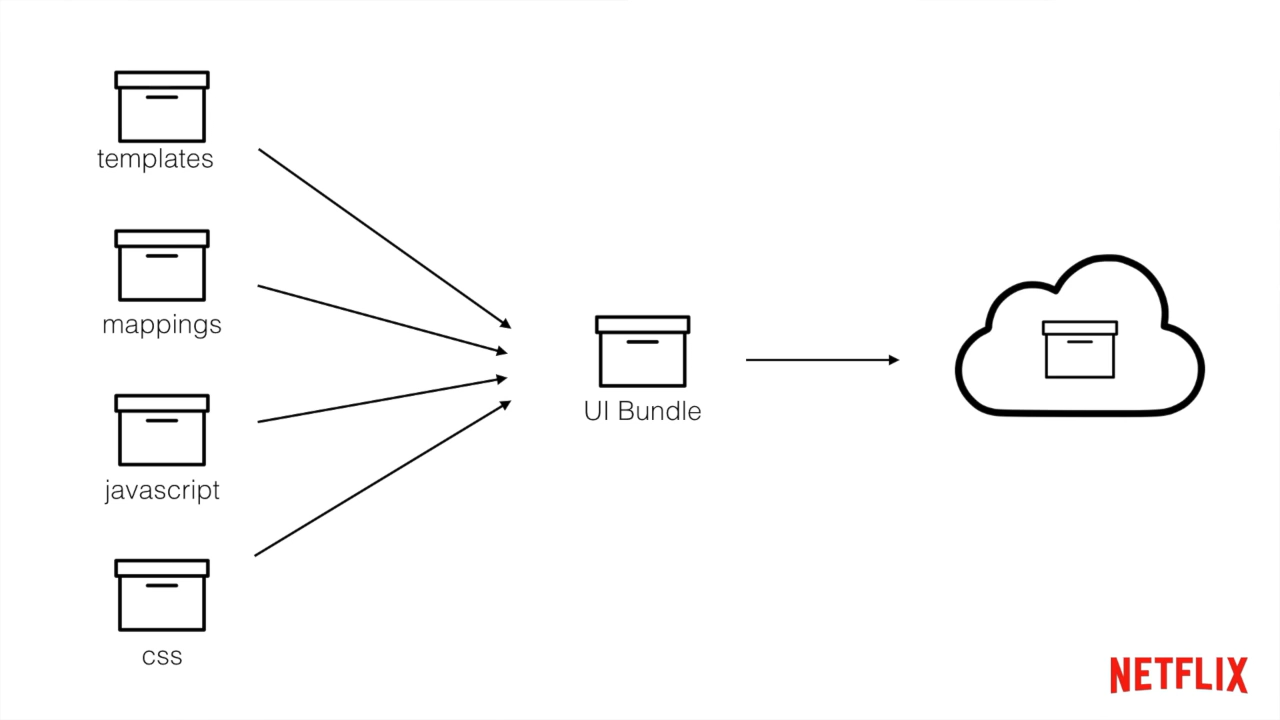 templates
mappings
javascript
css
UI Bundle
NETFLIX